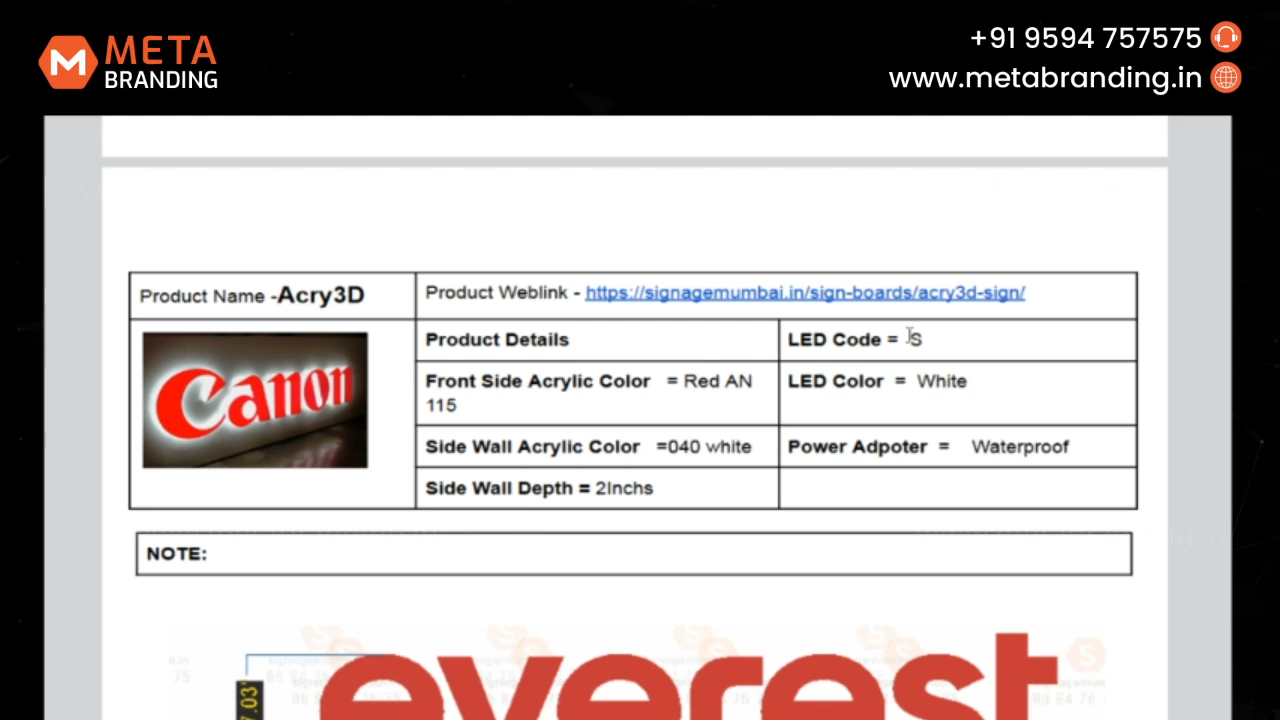 META
BRANDING
+91 9594 757575
www.metabranding.in
Product Name -Acry3D
Product Weblink - https://signagemumbai.in/sign-boards/acry3d-sign/
Canon
Product Details
LED Code = S
Front Side Acrylic Color = Red AN
115
LED Color = White
Side Wall Acrylic Color =040 white
Power Adpoter = Waterproof
Side Wall Depth = 2Inchs
NOTE:
everest
7.03'